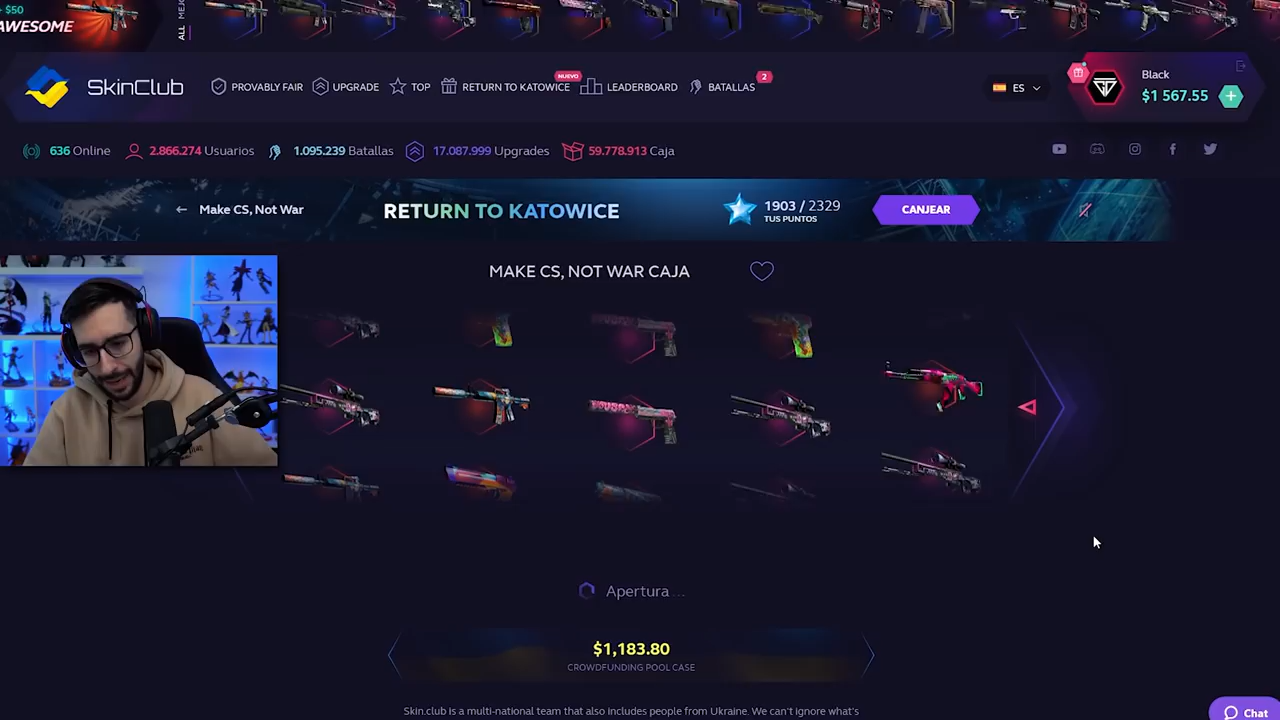 + $50
AWESOME
SKINCLUB
PROVABLY FAIR
UPGRADE
TOP
RETURN TO KATOWICE
NUEVO
LEADERBOARD
BATALLAS
2
ES
Black
$1 567.55
636 Online
2.866.274 Usuarios
1.095.239 Batallas
17.087.999 Upgrades
59.778.913 Caja
← Make CS, Not War
RETURN TO KATOWICE
1903 / 2329
TUS PUNTOS
CANJEAR
MAKE CS, NOT WAR CAJA
Apertura ...
$1,183.80
CROWDFUNDING POOL CASE
Skin.club is a multi-national team that also includes people from Ukraine. We can't ignore what's
Chat